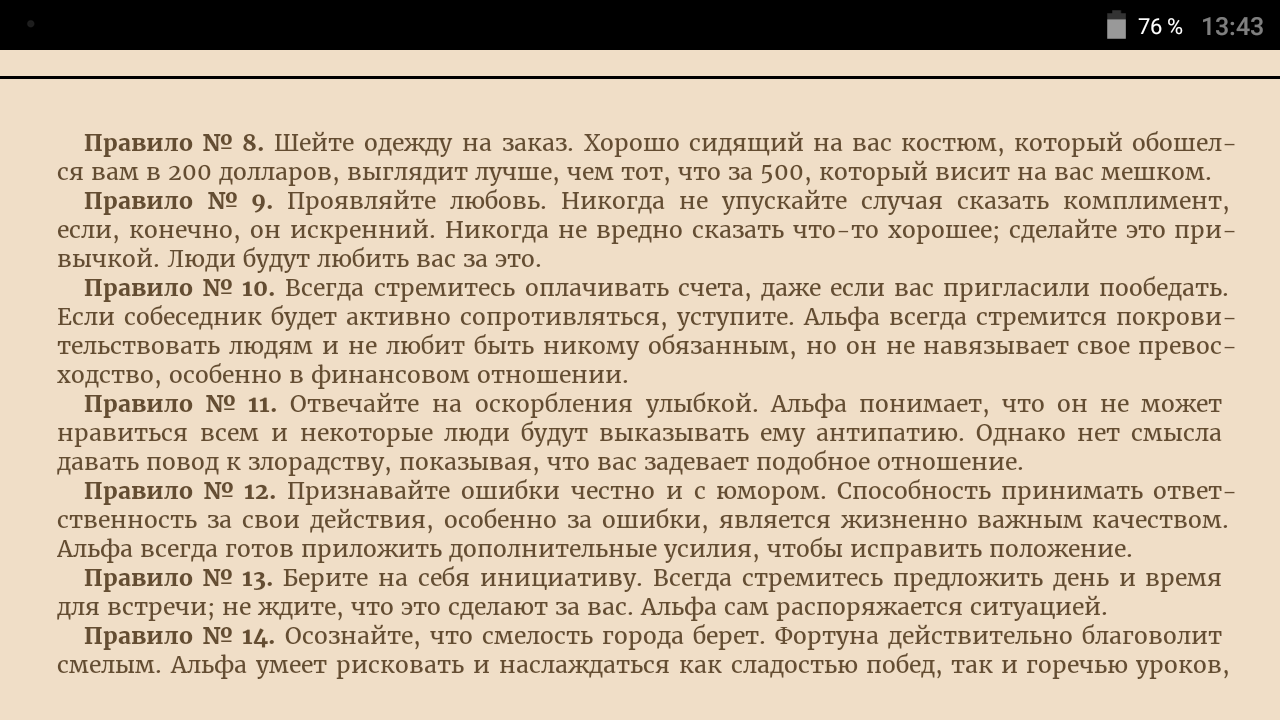 76 % 13:43
Правило № 8. Шейте одежду на заказ. Хорошо сидящий на вас костюм, который обошел-
ся вам в 200 долларов, выглядит лучше, чем тот, что за 500, который висит на вас мешком.
Правило № 9. Проявляйте любовь. Никогда не упускайте случая сказать комплимент,
если, конечно, он искренний. Никогда не вредно сказать что-то хорошее; сделайте это при-
вычкой. Люди будут любить вас за это.
Правило № 10. Всегда стремитесь оплачивать счета, даже если вас пригласили пообедать.
Если собеседник будет активно сопротивляться, уступите. Альфа всегда стремится покрови-
тельствовать людям и не любит быть никому обязанным, но он не навязывает свое превос-
ходство, особенно в финансовом отношении.
Правило № 11. Отвечайте на оскорбления улыбкой. Альфа понимает, что он не может
нравиться всем и некоторые люди будут выказывать ему антипатию. Однако нет смысла
давать повод к злорадству, показывая, что вас задевает подобное отношение.
Правило № 12. Признавайте ошибки честно и с юмором. Способность принимать ответ-
ственность за свои действия, особенно за ошибки, является жизненно важным качеством.
Альфа всегда готов приложить дополнительные усилия, чтобы исправить положение.
Правило № 13. Берите на себя инициативу. Всегда стремитесь предложить день и время
для встречи; не ждите, что это сделают за вас. Альфа сам распоряжается ситуацией.
Правило № 14. Осознайте, что смелость города берет. Фортуна действительно благоволит
смелым. Альфа умеет рисковать и наслаждаться как сладостью побед, так и горечью уроков,